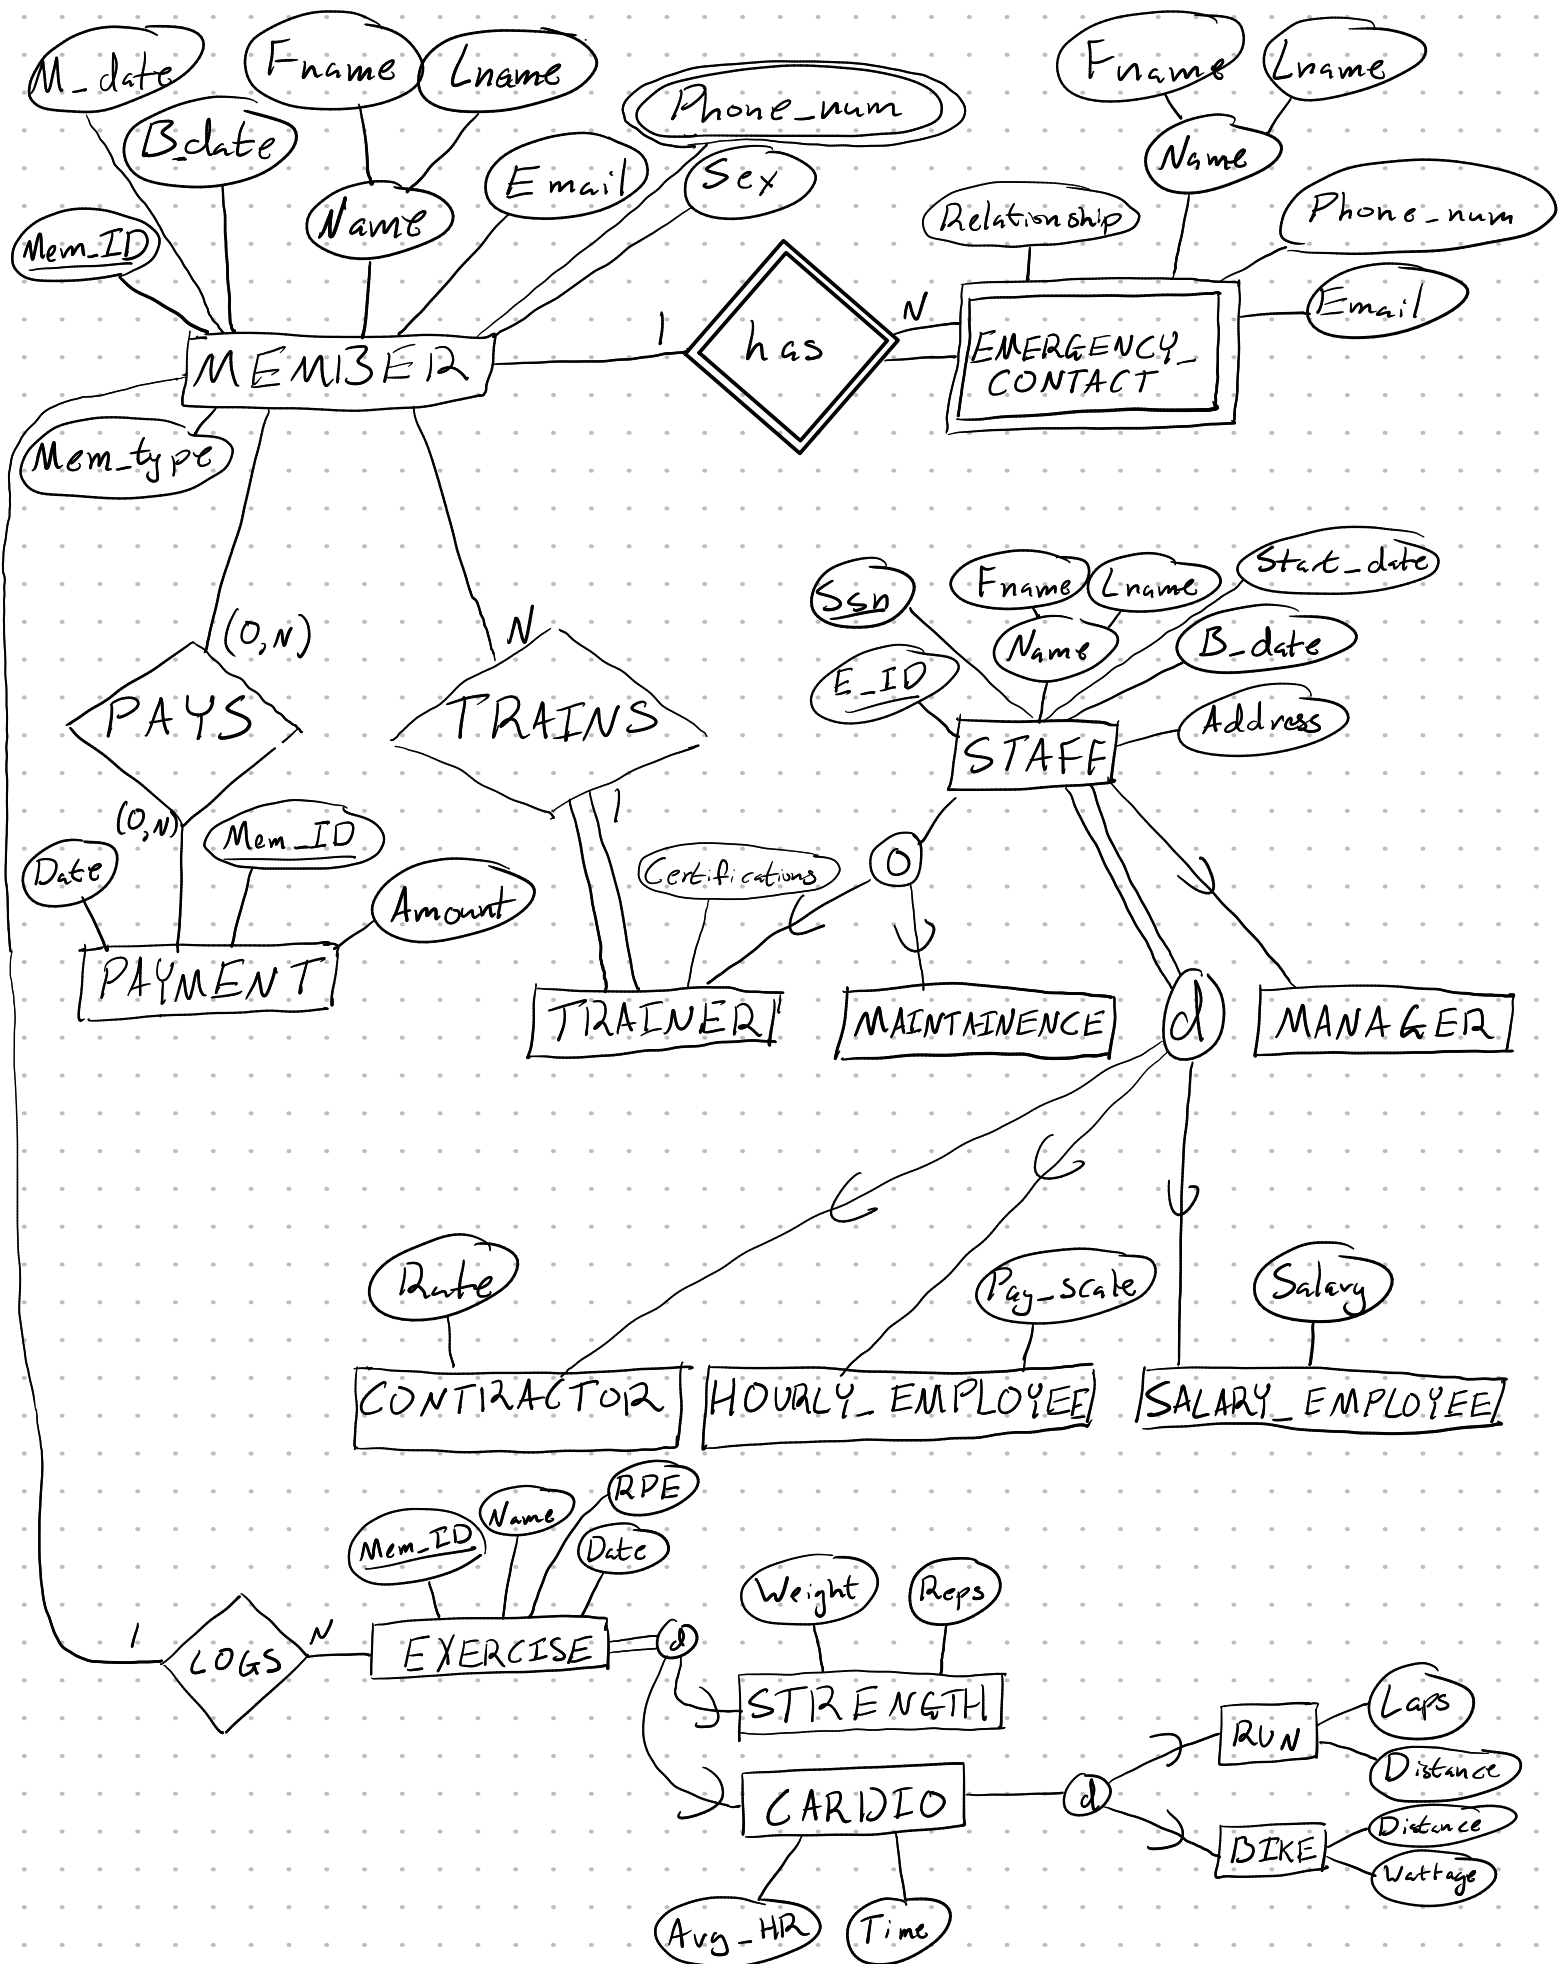 M_date
Fname
Lname
Phone_num
B_date
Email
Sex
Name
Mem_ID
MEMBER
Mem_type
1
has
N
Fname
Lname
Name
Relationship
Phone_num
Email
EMERGENCY_
CONTACT
(0,N)
PAYS
(0,N)
N
TRAINS
1
Date
Mem_ID
Amount
PAYMENT
Ssn
Fname
Lname
Start_date
E_ID
Name
B_date
Address
STAFF
O
Certifications
TRAINER
MAINTAINENCE
d
MANAGER
Rate
Pay_scale
Salary
CONTRACTOR
HOURLY_EMPLOYEE
SALARY_EMPLOYEE
Mem_ID
Name
RPE
Date
1
LOGS
N
EXERCISE
d
Weight
Reps
STRENGTH
CARDIO
d
RUN
Laps
Distance
BIKE
Distance
Wattage
Avg_HR
Time